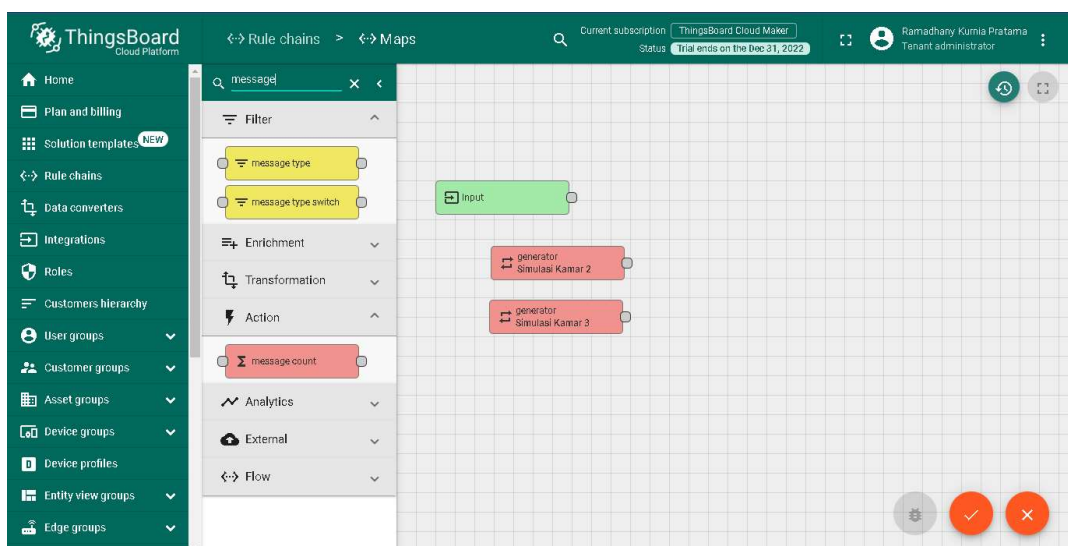 ThingsBoard
Cloud Platform
Rule chains > Maps
Current subscription ThingsBoard Cloud Maker
Status Trial ends on the Dec 31, 2022
Ramadhany Kurnia Pratama
Tenant administrator
Home
Plan and billing
Solution templates NEW
Rule chains
Data converters
Integrations
Roles
Customers hierarchy
User groups
Customer groups
Asset groups
Device groups
Device profiles
Entity view groups
Edge groups
message
Filter
message type
message type switch
Enrichment
Transformation
Action
message count
Analytics
External
Flow
Input
generator
Simulasi Kamar 2
generator
Simulasi Kamar 3